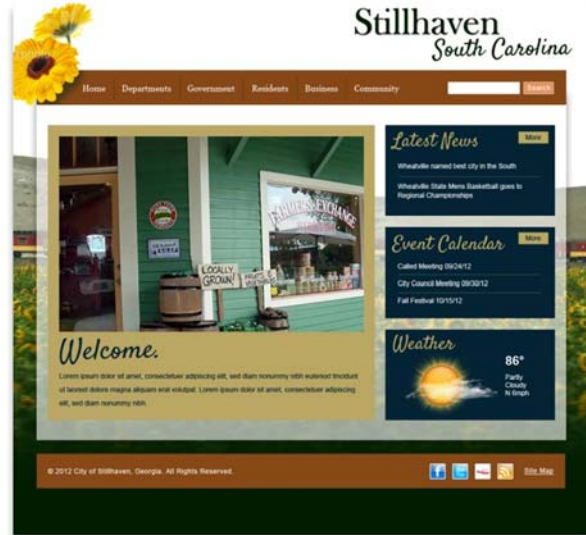 Stillhaven
South Carolina
Home Departments Government Residents Business Community Search
Latest News More
Wheatville named best city in the South
Wheatville State Mens Basketball goes to
Regional Championships
FARMERS EXCHANGE
LOCALLY
GROWN!
FRUITS &
VEGETABLES
Event Calendar More
Called Meeting 09/24/12
City Council Meeting 09/30/12
Fall Festival 10/15/12
Welcome.
Lorem ipsum dolor sit amet, consectetuer adipiscing elit, sed diam nonummy nibh euismod tincidunt
ut laoreet dolore magna aliquam erat volutpat. Lorem ipsum dolor sit amet, consectetuer adipiscing
elit, sed diam nonummy nibh.
Weather
86°
Partly
Cloudy
N 6mph
© 2012 City of Stillhaven, Georgia. All Rights Reserved.
Site Map